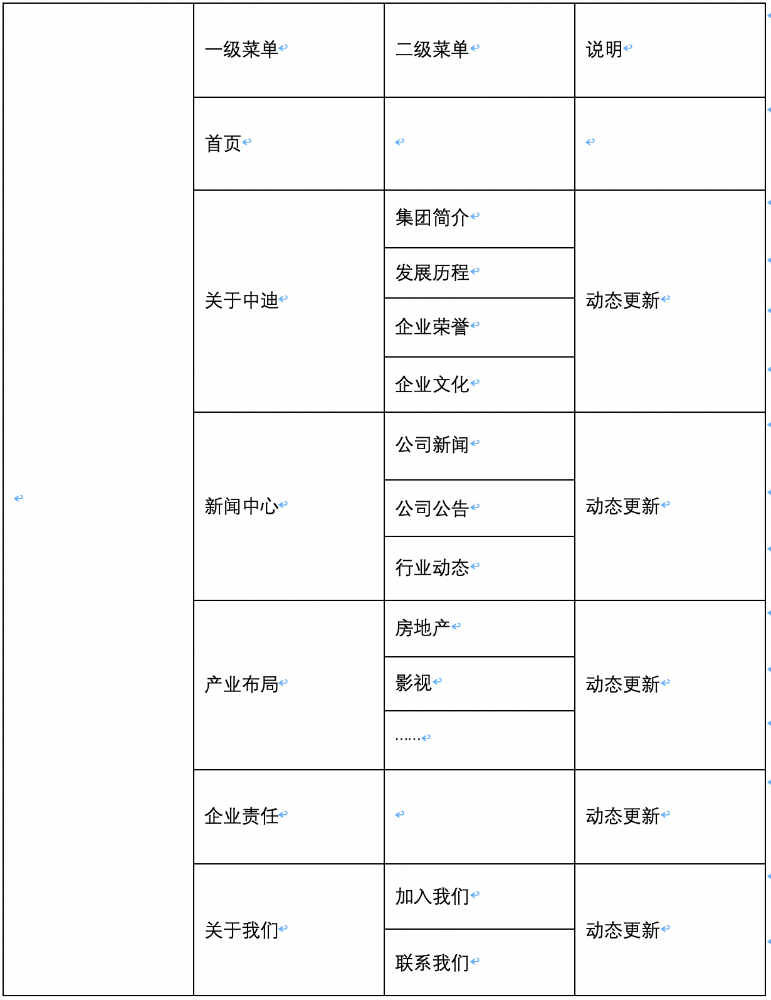 一级菜单
二级菜单
说明
首页
关于中迪
集团简介
发展历程
企业荣誉
企业文化
动态更新
新闻中心
公司新闻
公司公告
行业动态
动态更新
产业布局
房地产
影视
……
动态更新
企业责任
动态更新
关于我们
加入我们
联系我们
动态更新